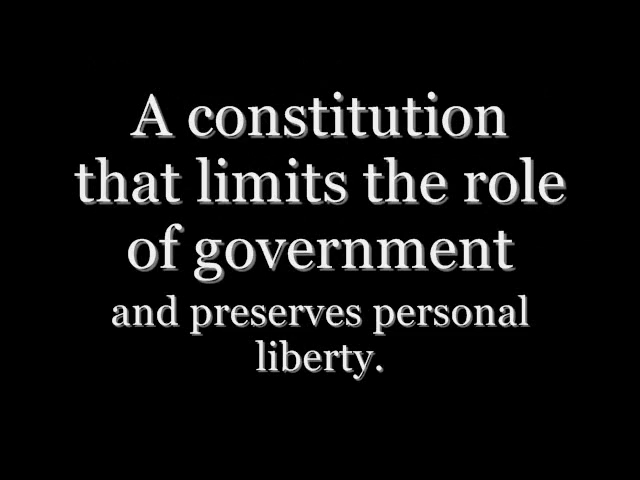 A constitution
that limits the role
of government
and preserves personal
liberty.